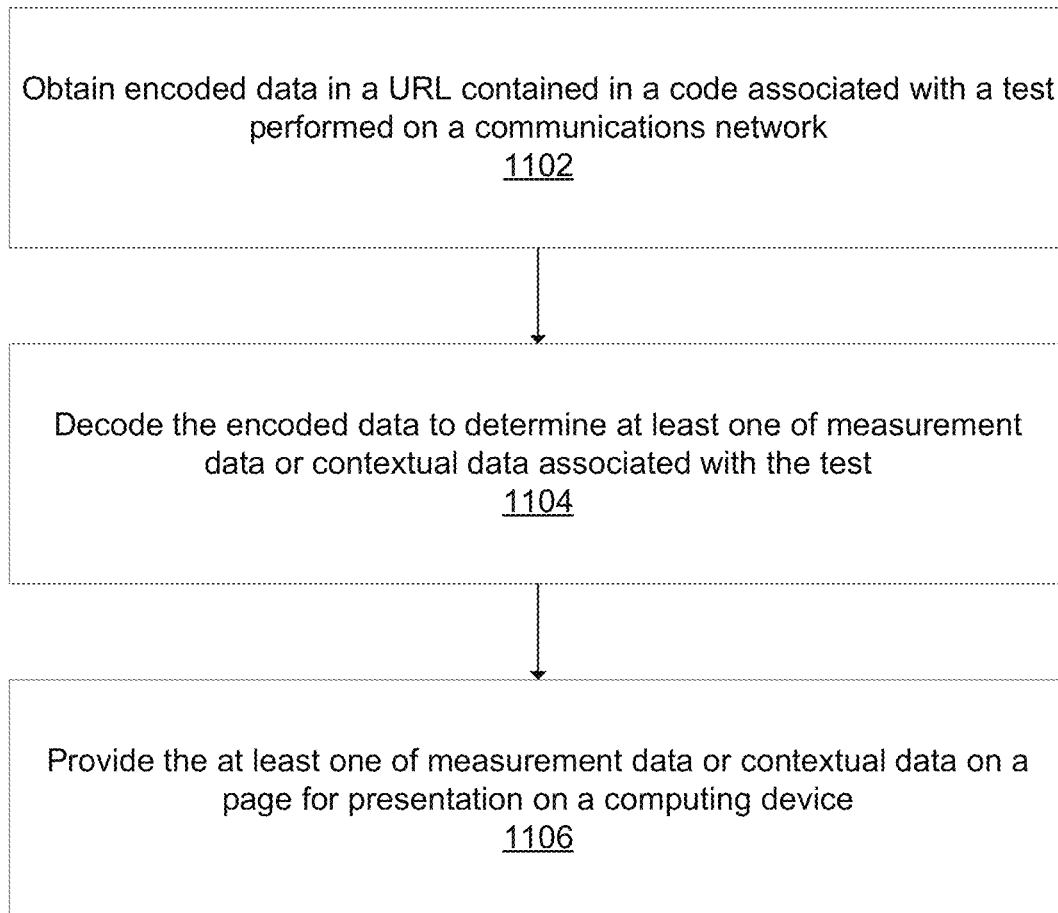 Obtain encoded data in a URL contained in a code associated with a test
performed on a communications network
1102
Decode the encoded data to determine at least one of measurement
data or contextual data associated with the test
1104
Provide the at least one of measurement data or contextual data on a
page for presentation on a computing device
1106